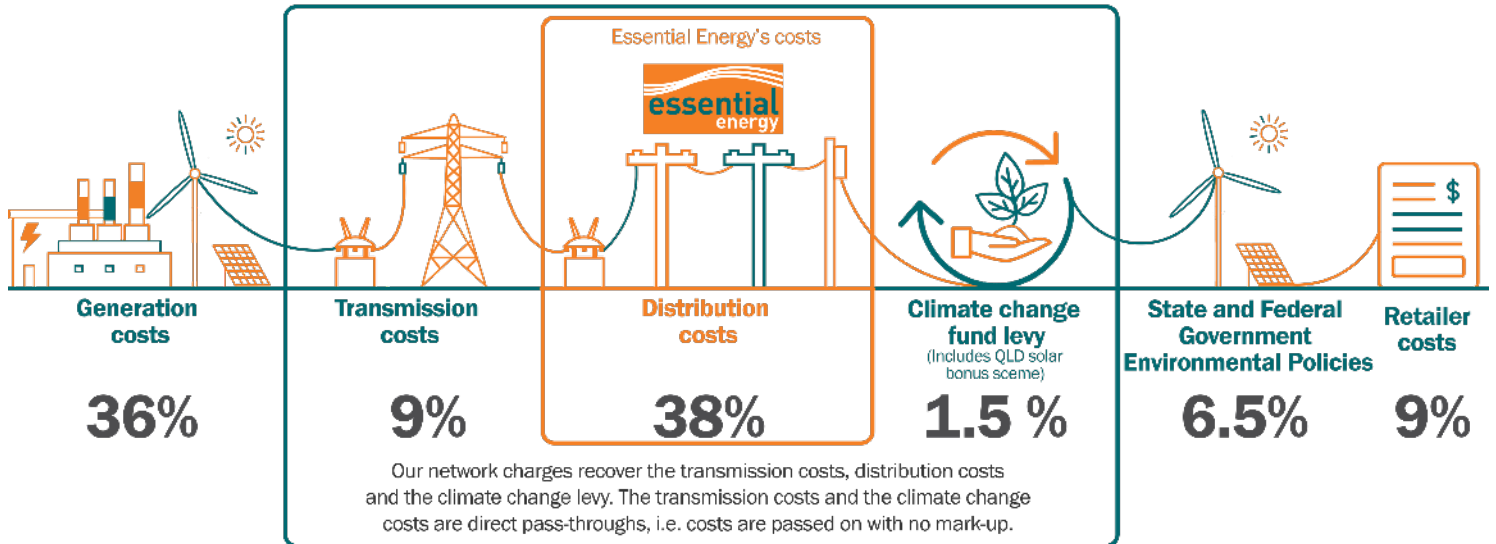 Essential Energy's costs
essential
energy
$
Generation
costs
36%
Transmission
costs
9%
Distribution
costs
38%
Climate change
fund levy
(Includes QLD solar
bonus sceme)
1.5 %
State and Federal
Government
Environmental Policies
6.5%
Retailer
costs
9%
Our network charges recover the transmission costs, distribution costs
and the climate change levy. The transmission costs and the climate change
costs are direct pass-throughs, i.e. costs are passed on with no mark-up.